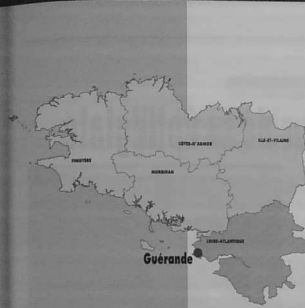 CÔTES-D'ARMOR
ILLE-ET-VILAINE
FINISTÈRE
MORBIHAN
LOIRE-ATLANTIQUE
Guérande